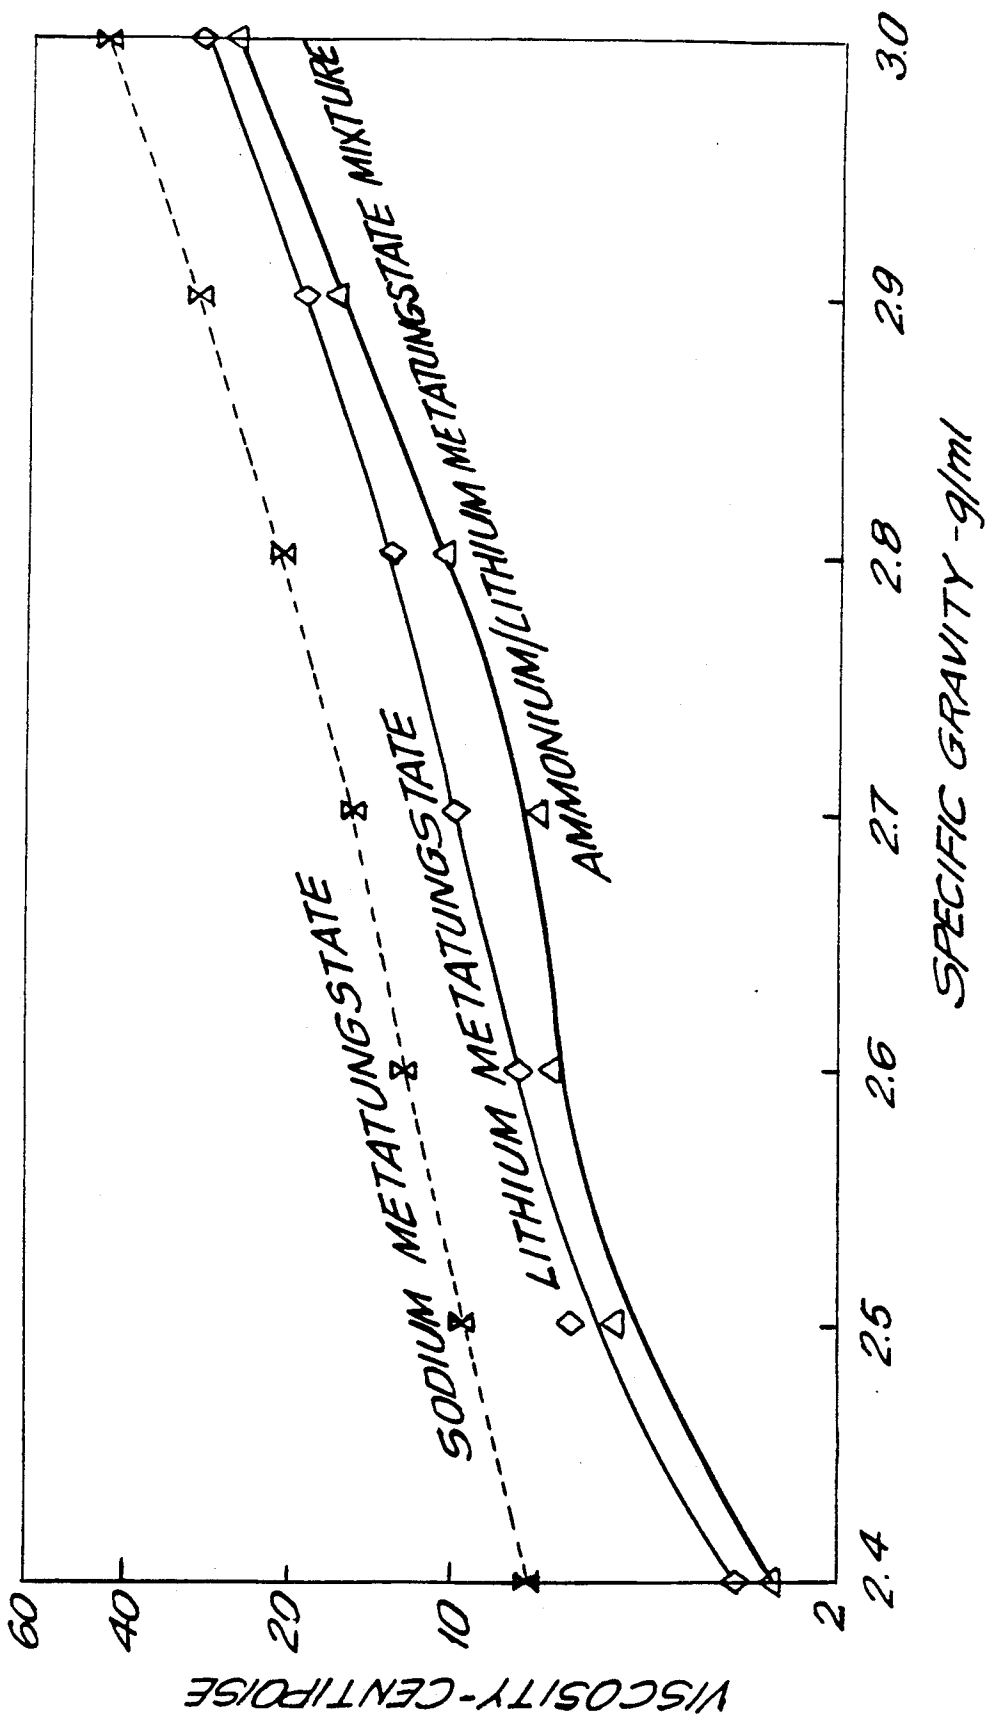 VISCOSITY-CENTIPOISE
60
40
20
10
2
SODIUM METATUNGSTATE
LITHIUM METATUNGSTATE
AMMONIUM/LITHIUM METATUNGSTATE MIXTURE
2.4
2.5
2.6
2.7
2.8
2.9
3.0
SPECIFIC GRAVITY -g/ml